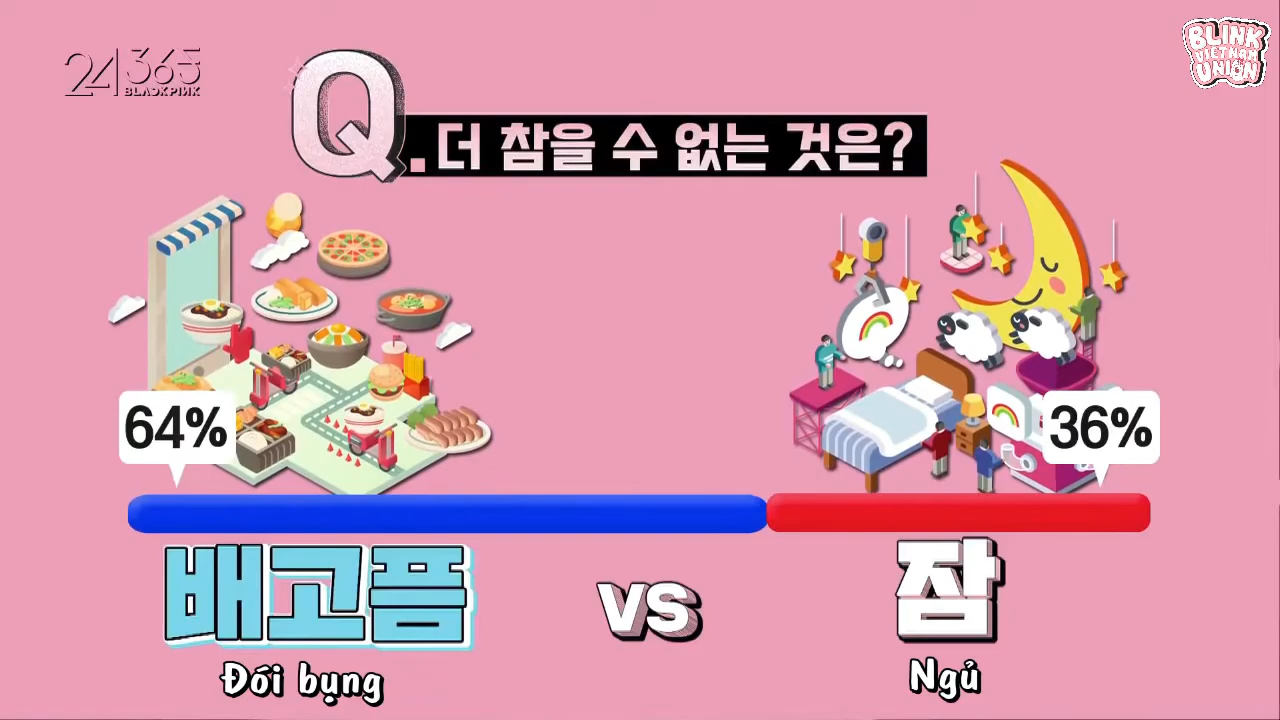 24 365
BLACKPINK
BLINK
VIETNAM
UNION
Q.더 참을 수 없는 것은?
64%
36%
배고픔
VS
잠
Đói bụng
Ngủ